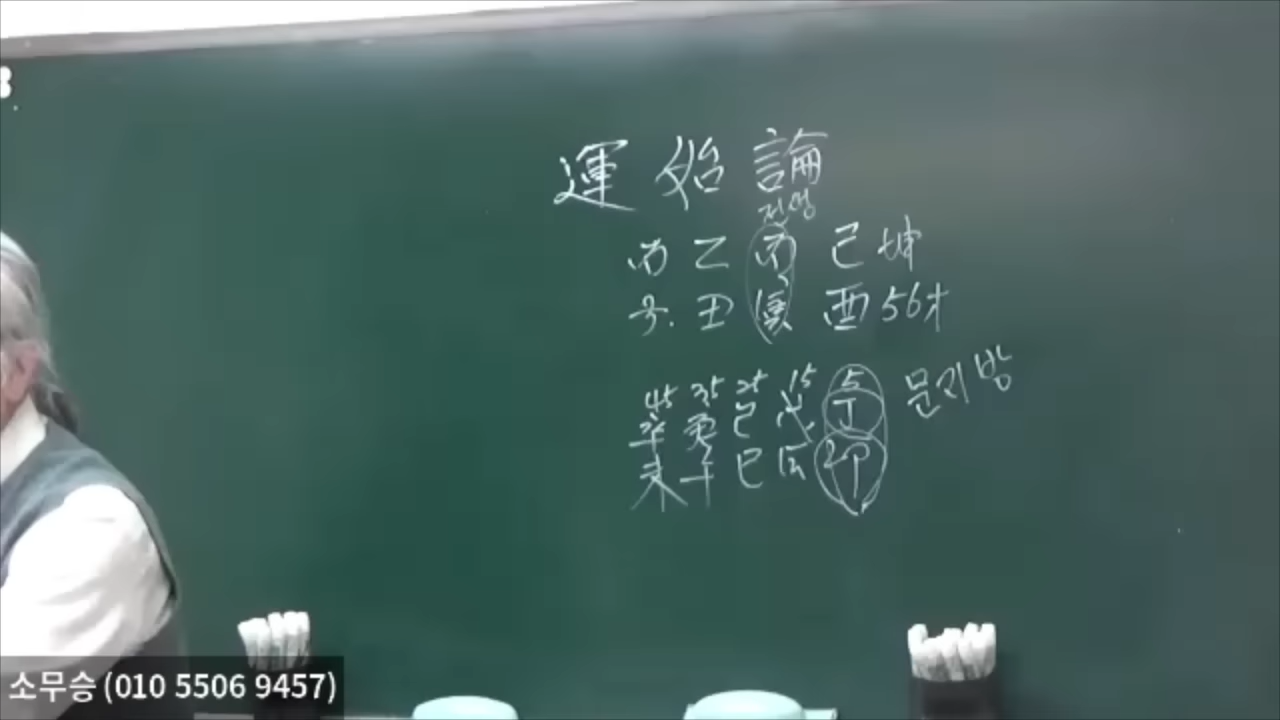 運 始 論
전영
丙 乙 丙 己 坤
子. 丑 寅 酉 56才
45 35 25 15 5 문리방
辛 庚 己 戊 丁
未 午 巳 辰 卯
소무승 (010 5506 9457)